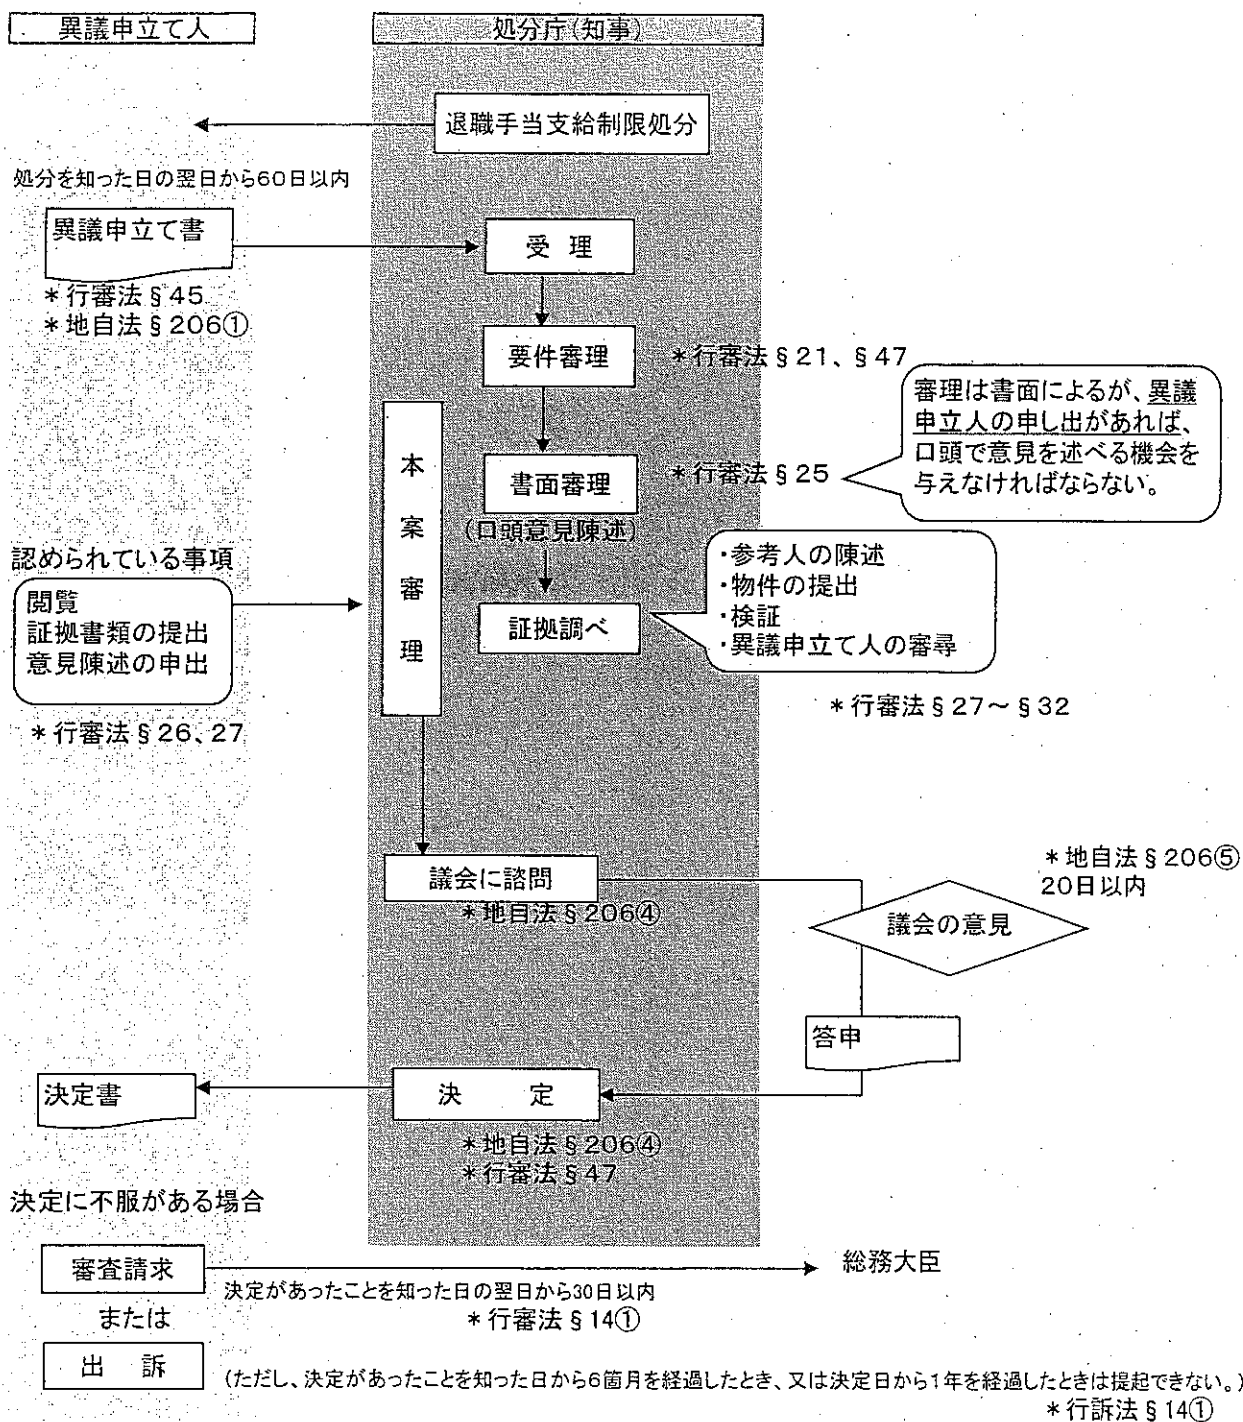 異議申立て人
処分庁(知事)
退職手当支給制限処分
処分を知った日の翌日から60日以内
異議申立て書
受 理
*行審法§45
*地自法§206①
要件審理
*行審法§21、§47
審理は書面によるが、異議
申立人の申し出があれば、
口頭で意見を述べる機会を
与えなければならない。
本案審理
書面審理
*行審法§25
(口頭意見陳述)
認められている事項
閲覧
証拠書類の提出
意見陳述の申出
*行審法§26、27
証拠調べ
・参考人の陳述
・物件の提出
・検証
・異議申立て人の審尋
*行審法§27~§32
議会に諮問
*地自法§206④
*地自法§206⑤
20日以内
議会の意見
答申
決定書
決 定
*地自法§206④
*行審法§47
決定に不服がある場合
審査請求
総務大臣
決定があったことを知った日の翌日から30日以内
*行審法§14①
または
出 訴
(ただし、決定があったことを知った日から6箇月を経過したとき、又は決定日から1年を経過したときは提起できない。)
*行訴法§14①